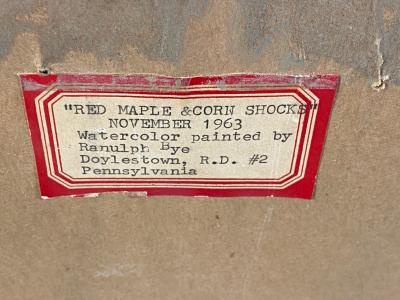 "RED MAPLE & CORN SHOCKS"
NOVEMBER 1963
Watercolor painted by
Ranulph Bye
Doylestown, R.D. #2
Pennsylvania